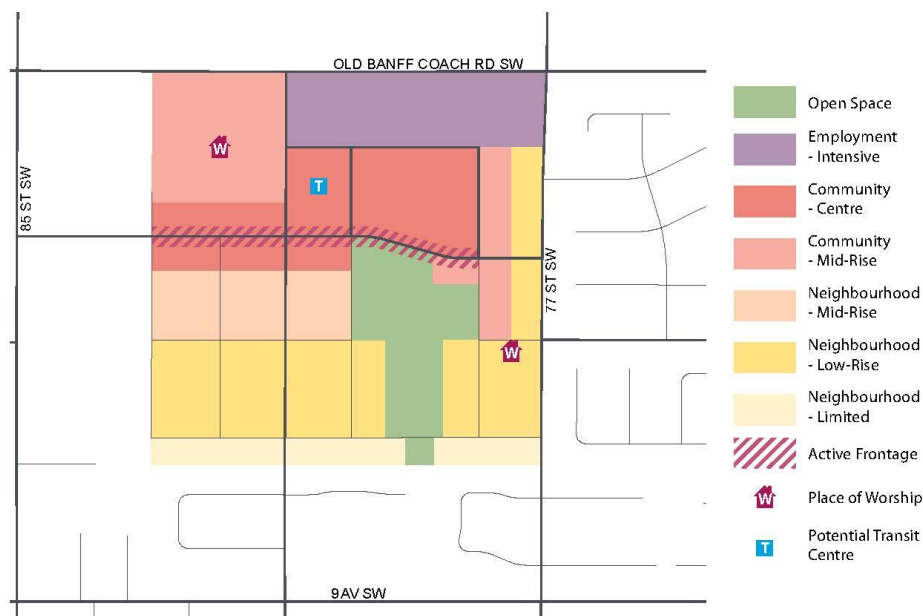 OLD BANFF COACH RD SW
85 ST SW
77 ST SW
9 AV SW
W
T
W
Open Space
Employment
- Intensive
Community
- Centre
Community
- Mid-Rise
Neighbourhood
- Mid-Rise
Neighbourhood
- Low-Rise
Neighbourhood
- Limited
Active Frontage
W
Place of Worship
T
Potential Transit
Centre